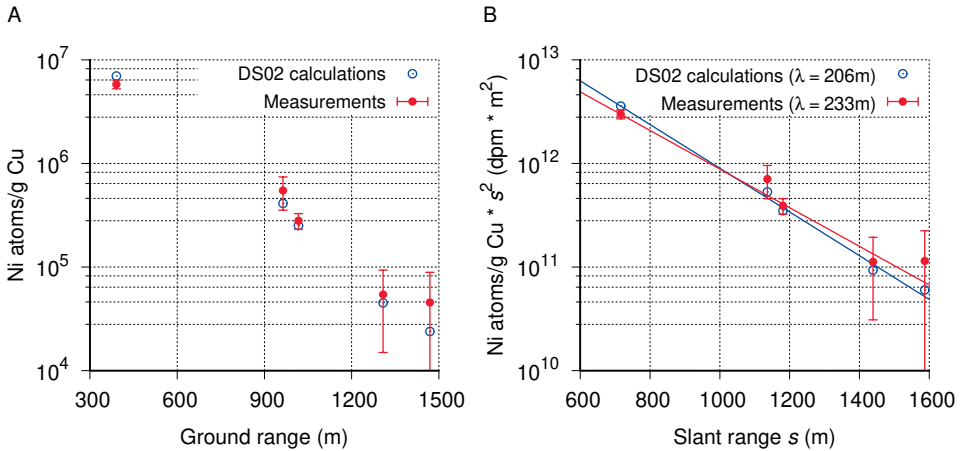 A
10^7
10^6
10^5
10^4
Ni atoms/g Cu
DS02 calculations
Measurements
300 600 900 1200 1500
Ground range (m)
B
10^13
10^12
10^11
10^10
Ni atoms/g Cu * s^2 (dpm * m^2)
DS02 calculations (λ = 206m)
Measurements (λ = 233m)
600 800 1000 1200 1400 1600
Slant range s (m)